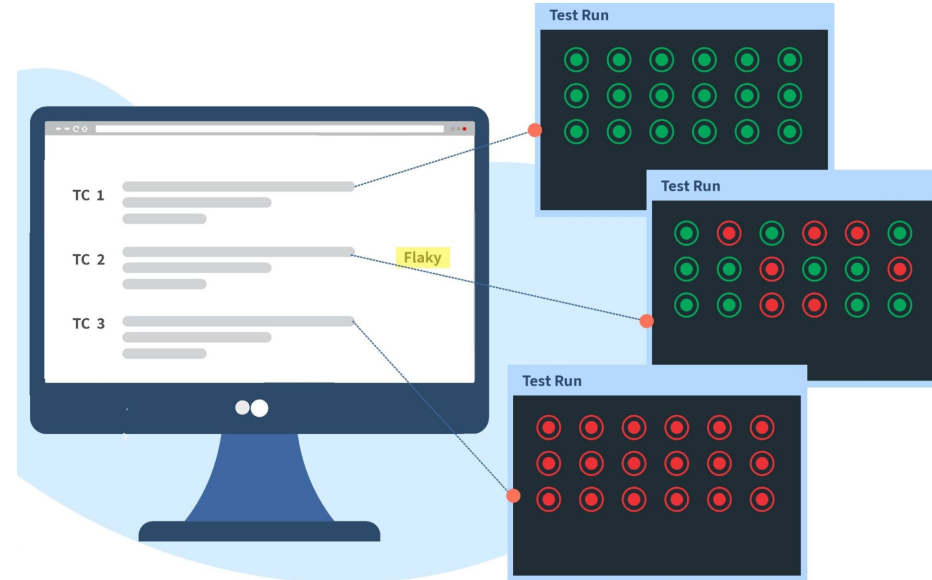 Test Run
TC 1
Test Run
TC 2
Flaky
TC 3
Test Run